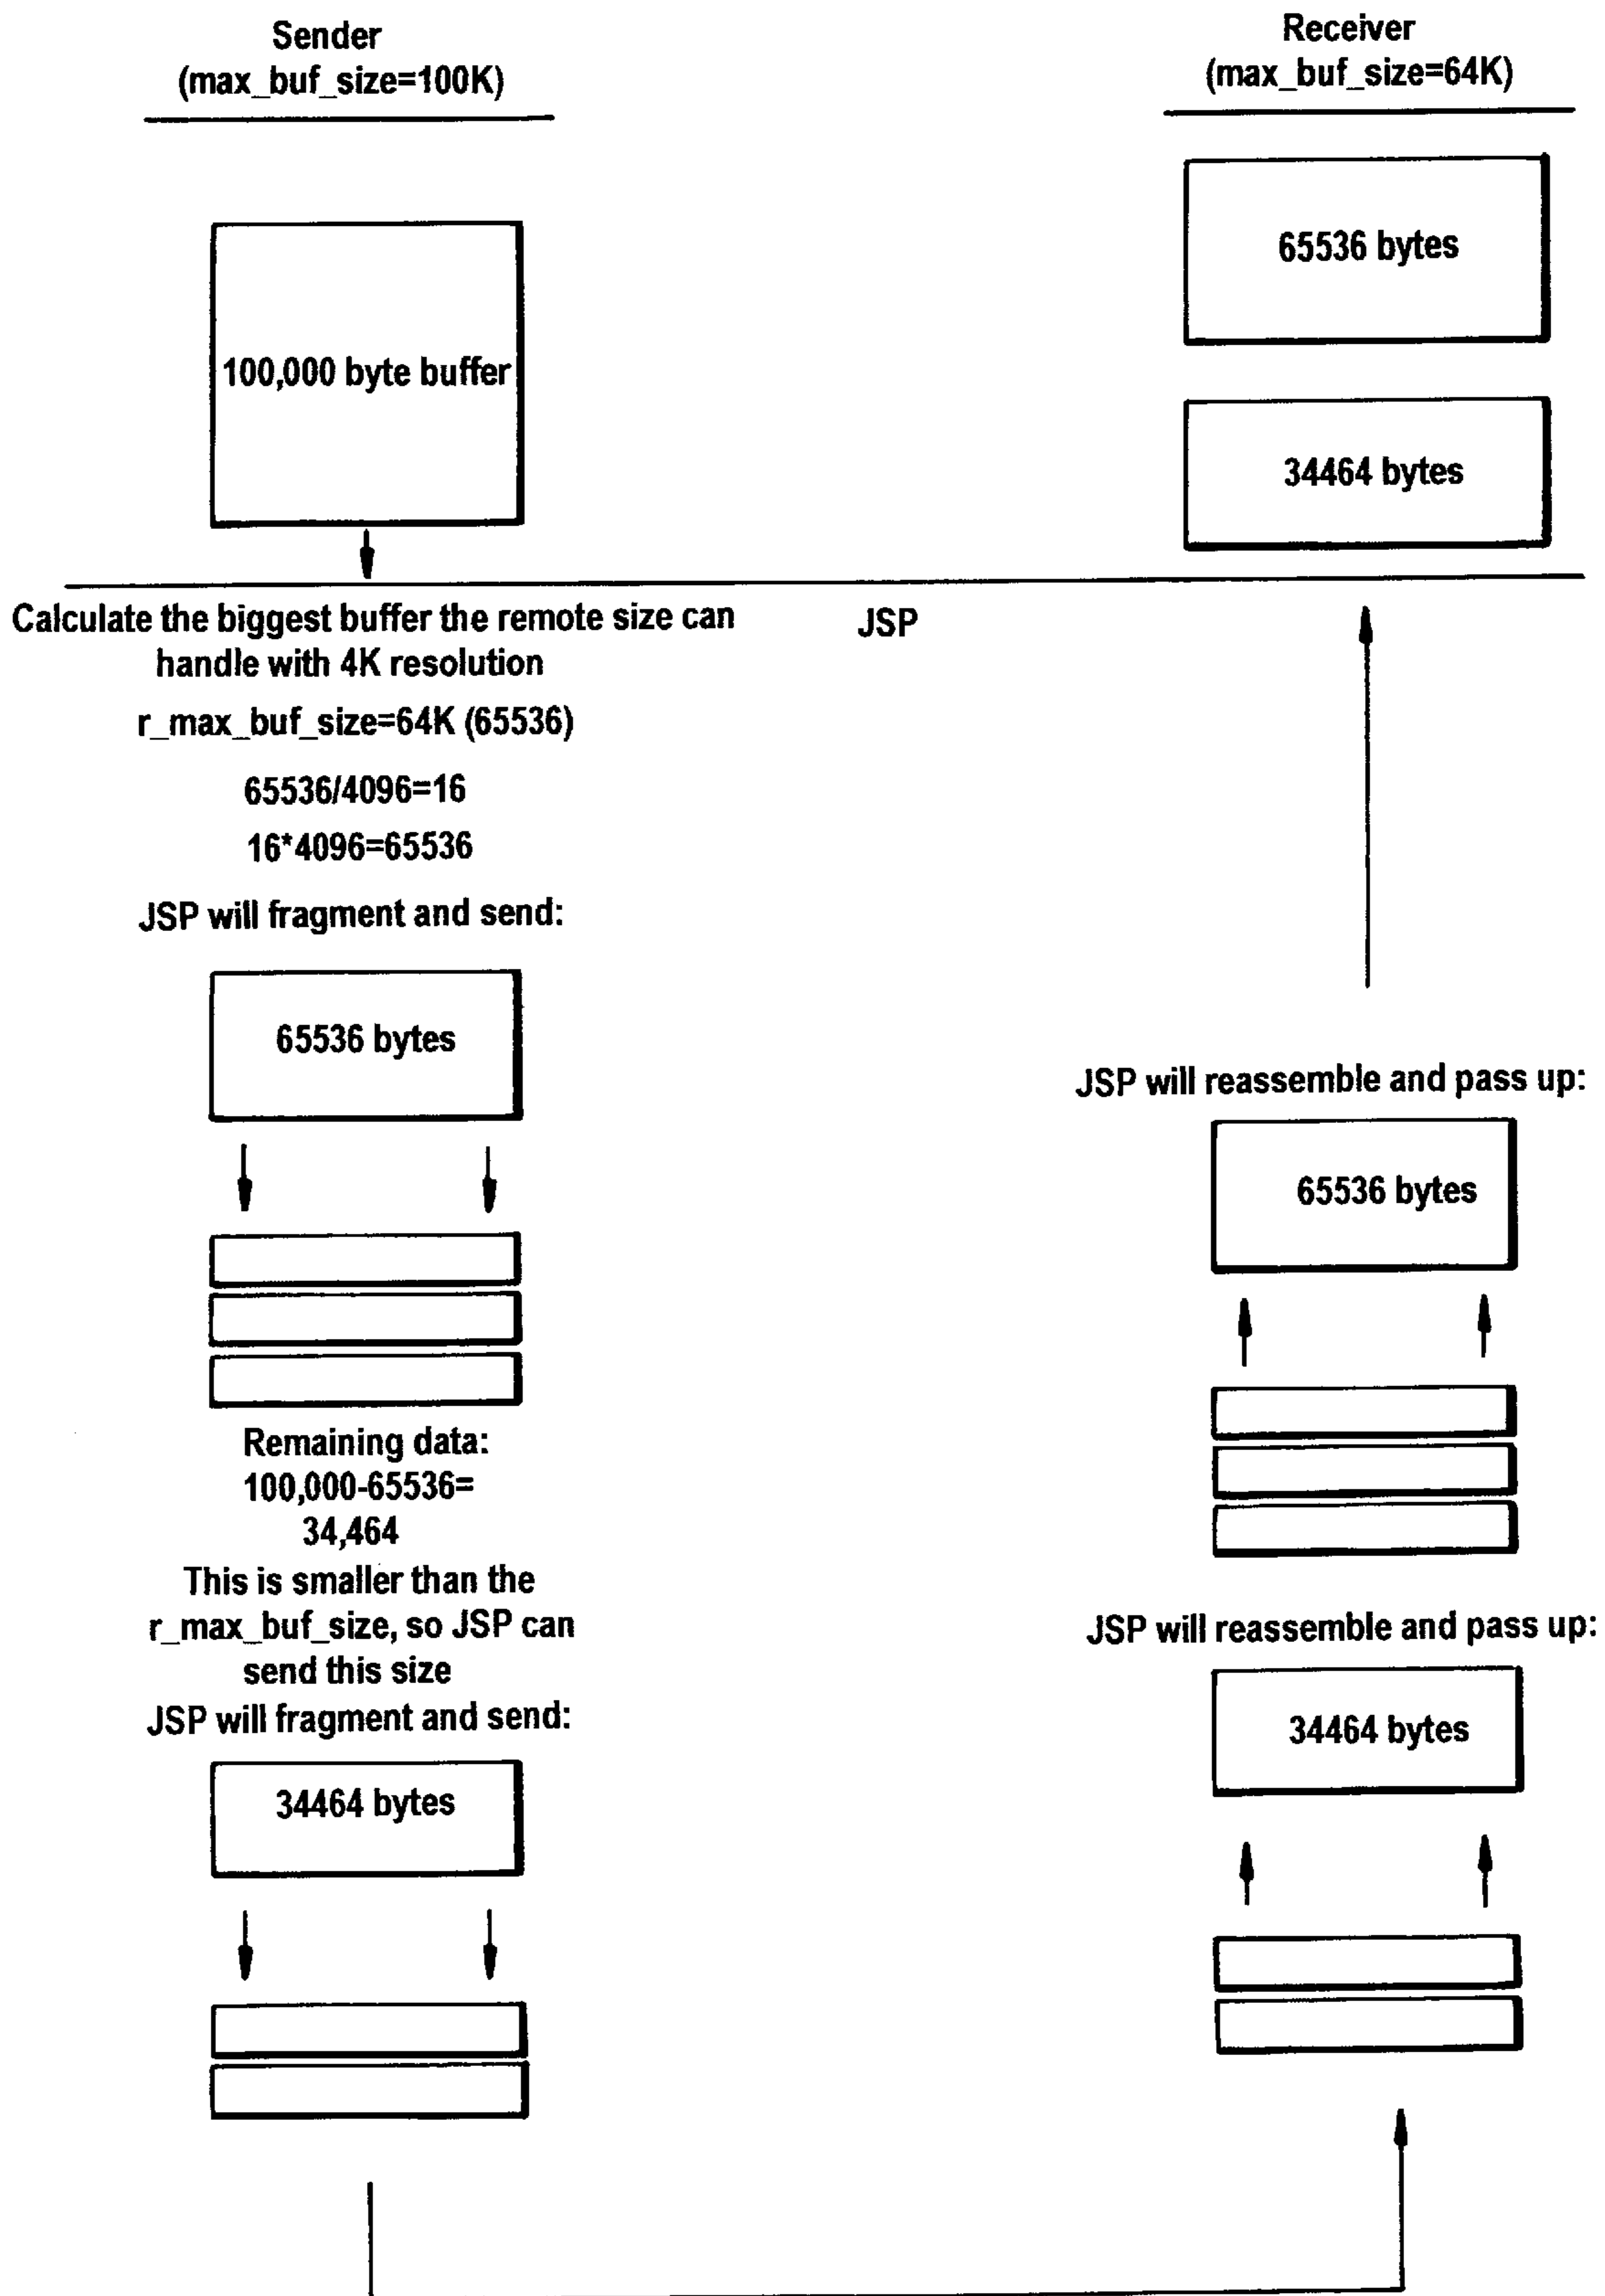 Sender
(max_buf_size=100K)
Receiver
(max_buf_size=64K)
100,000 byte buffer
65536 bytes
34464 bytes
Calculate the biggest buffer the remote size can
handle with 4K resolution
JSP
r_max_buf_size=64K (65536)
65536/4096=16
16*4096=65536
JSP will fragment and send:
65536 bytes
Remaining data:
100,000-65536=
34,464
This is smaller than the
r_max_buf_size, so JSP can
send this size
JSP will fragment and send:
34464 bytes
JSP will reassemble and pass up:
65536 bytes
JSP will reassemble and pass up:
34464 bytes